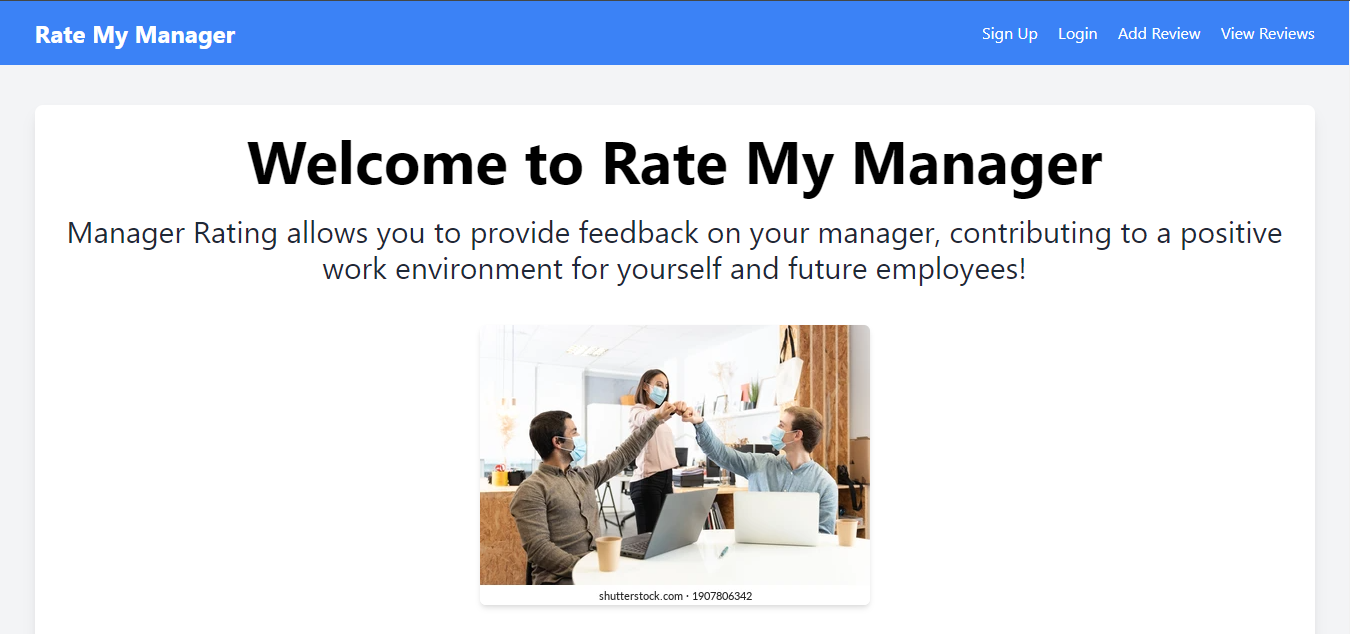 Rate My Manager
Sign Up Login Add Review View Reviews
Welcome to Rate My Manager
Manager Rating allows you to provide feedback on your manager, contributing to a positive
work environment for yourself and future employees!
shutterstock.com · 1907806342